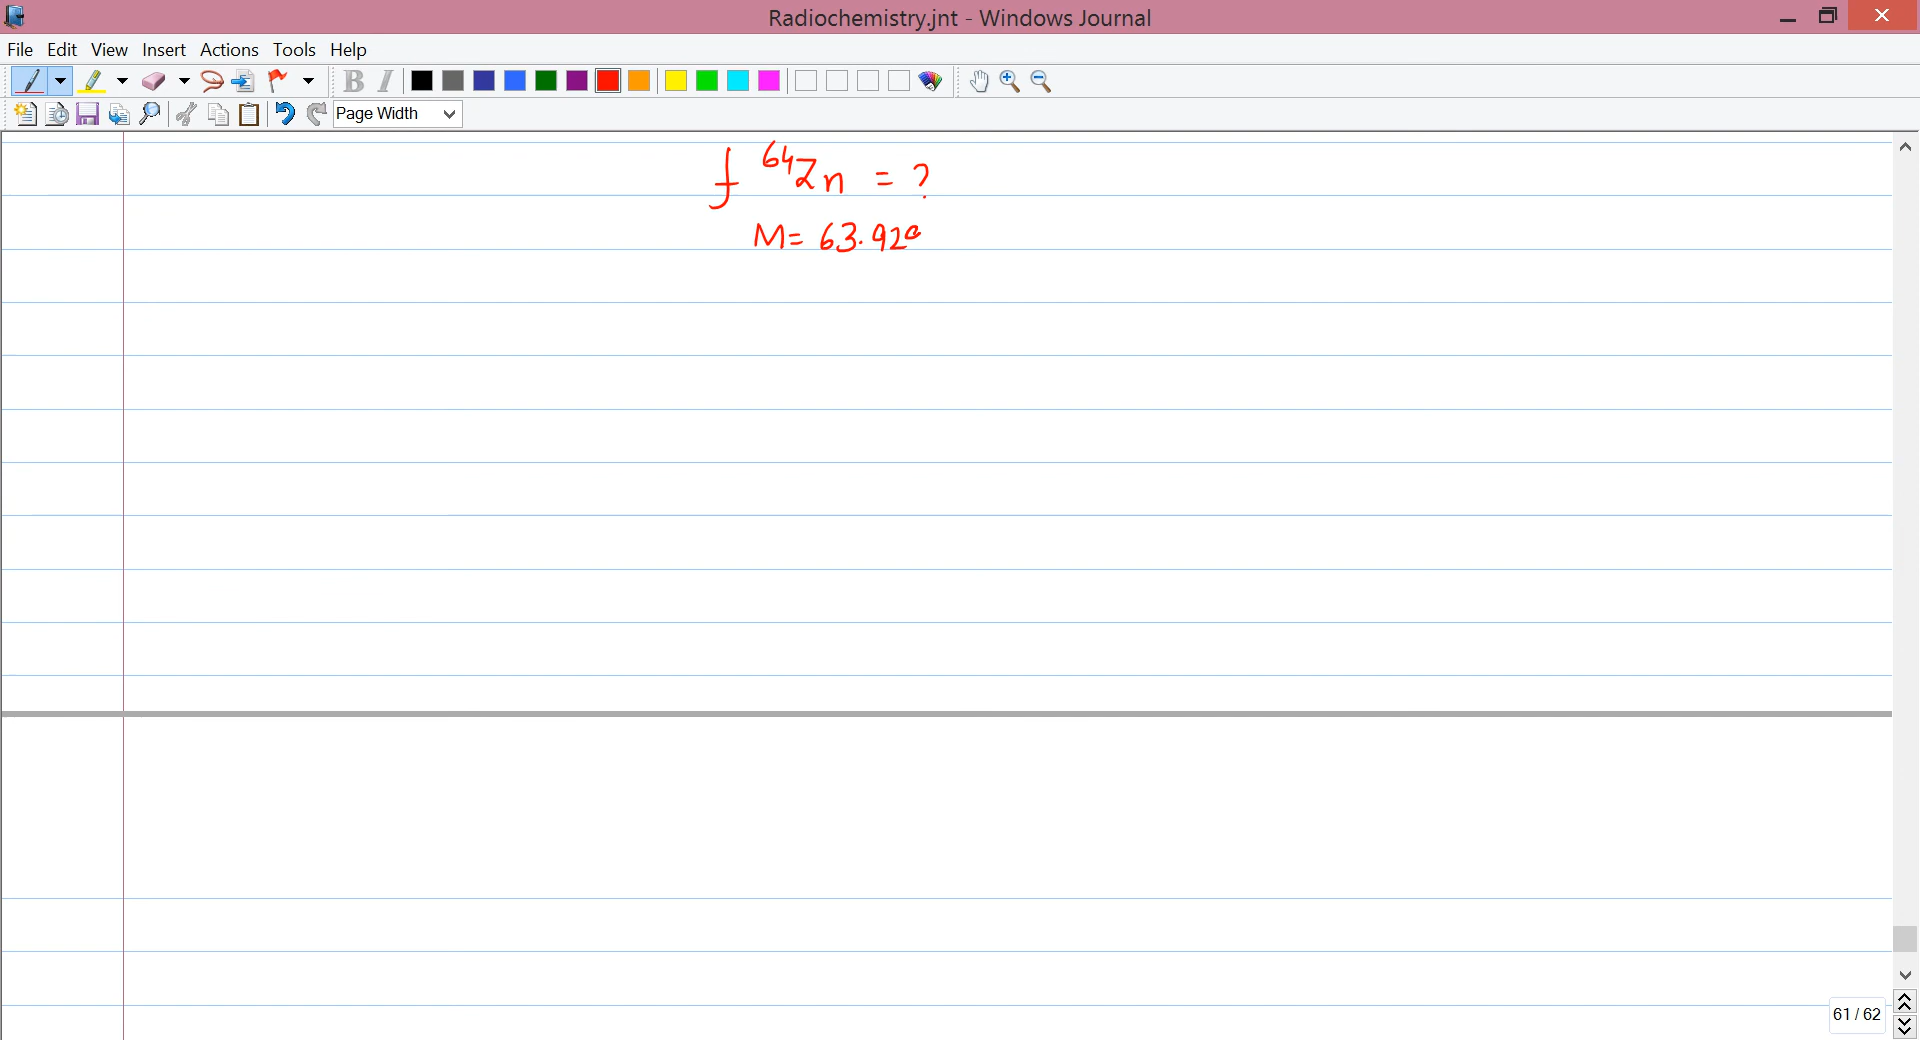 Radiochemistry.jnt - Windows Journal
File Edit View Insert Actions Tools Help
B I
Page Width
f ⁶⁴Zn = ?
M= 63.92
61 / 62